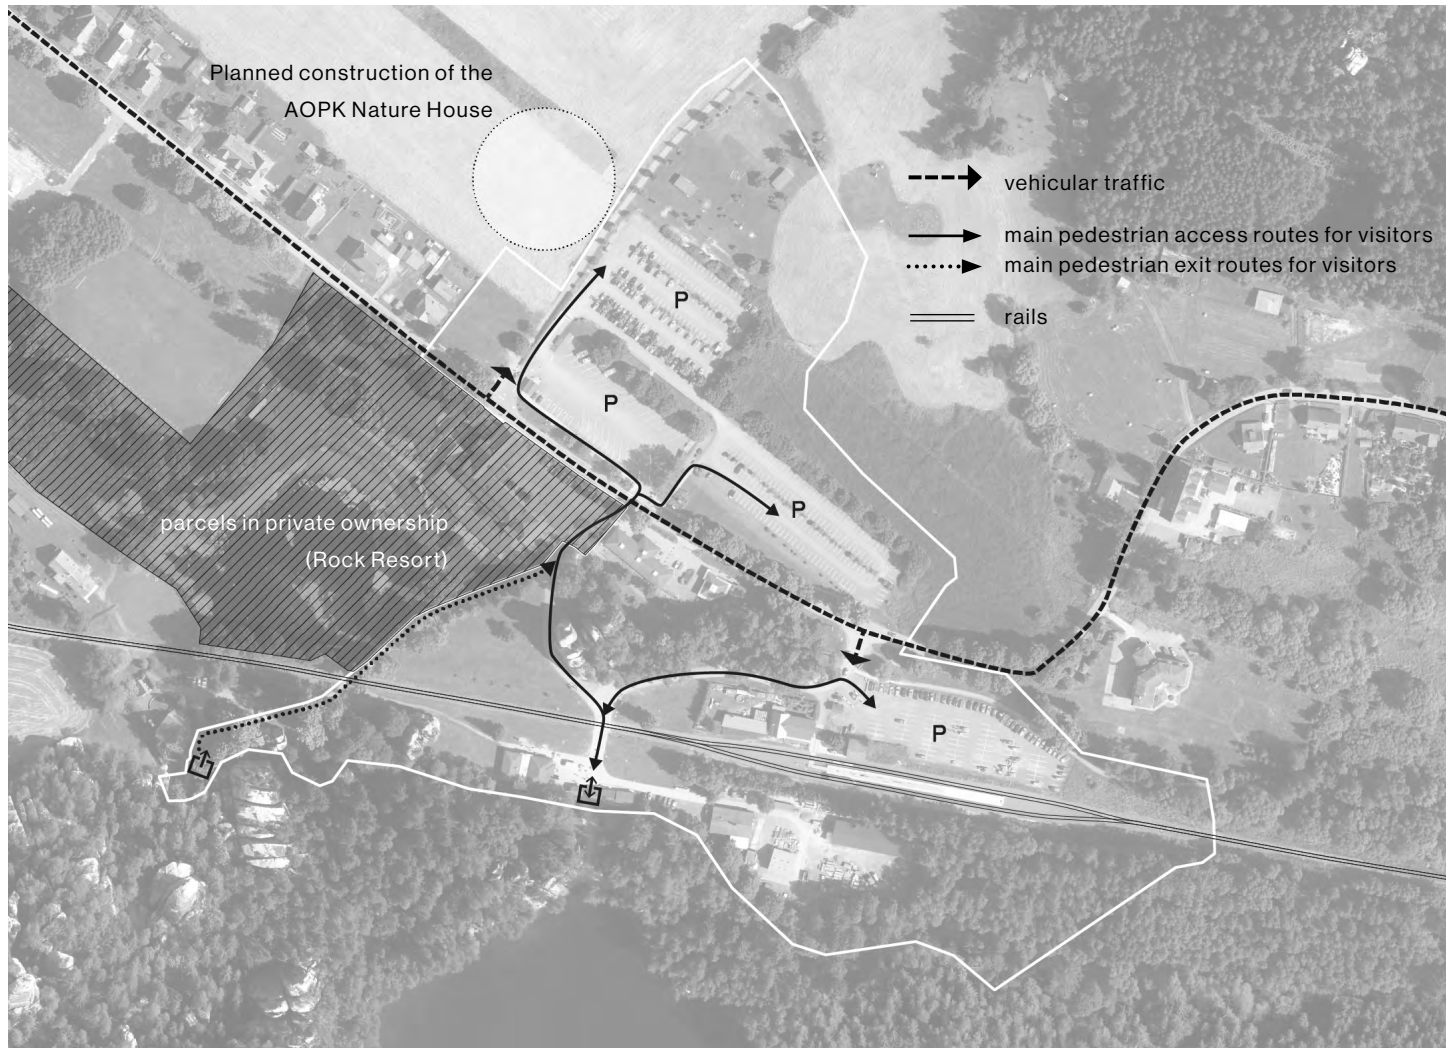 Planned construction of the
AOPK Nature House
vehicular traffic
main pedestrian access routes for visitors
main pedestrian exit routes for visitors
rails
P
P
P
parcels in private ownership
(Rock Resort)
P